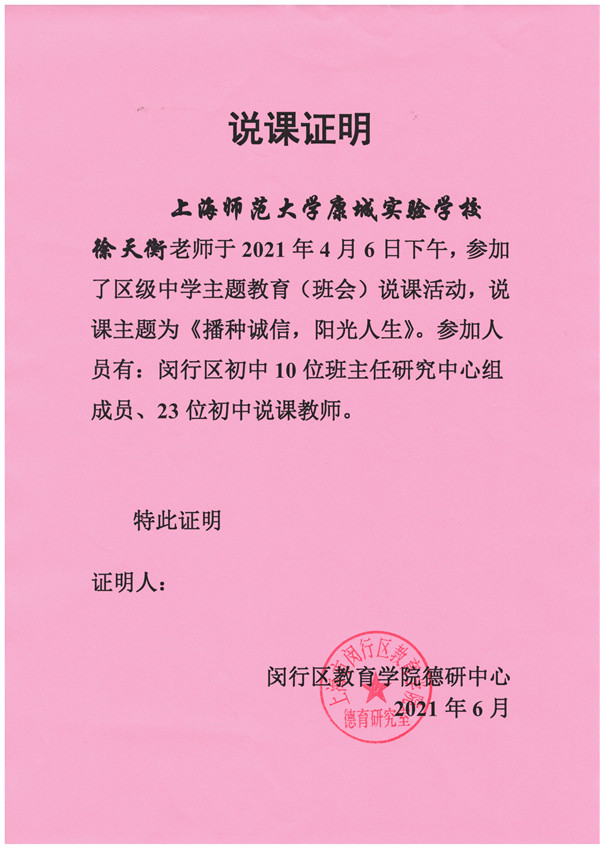 说课证明
上海师范大学康城实验学校
徐天衡老师于 2021 年 4 月 6 日下午，参加
了区级中学主题教育（班会）说课活动，说
课主题为《播种诚信，阳光人生》。参加人
员有：闵行区初中 10 位班主任研究中心组
成员、23 位初中说课教师。
特此证明
证明人：
上海市闵行区教育学院
德育研究室
闵行区教育学院德研中心
2021 年 6 月